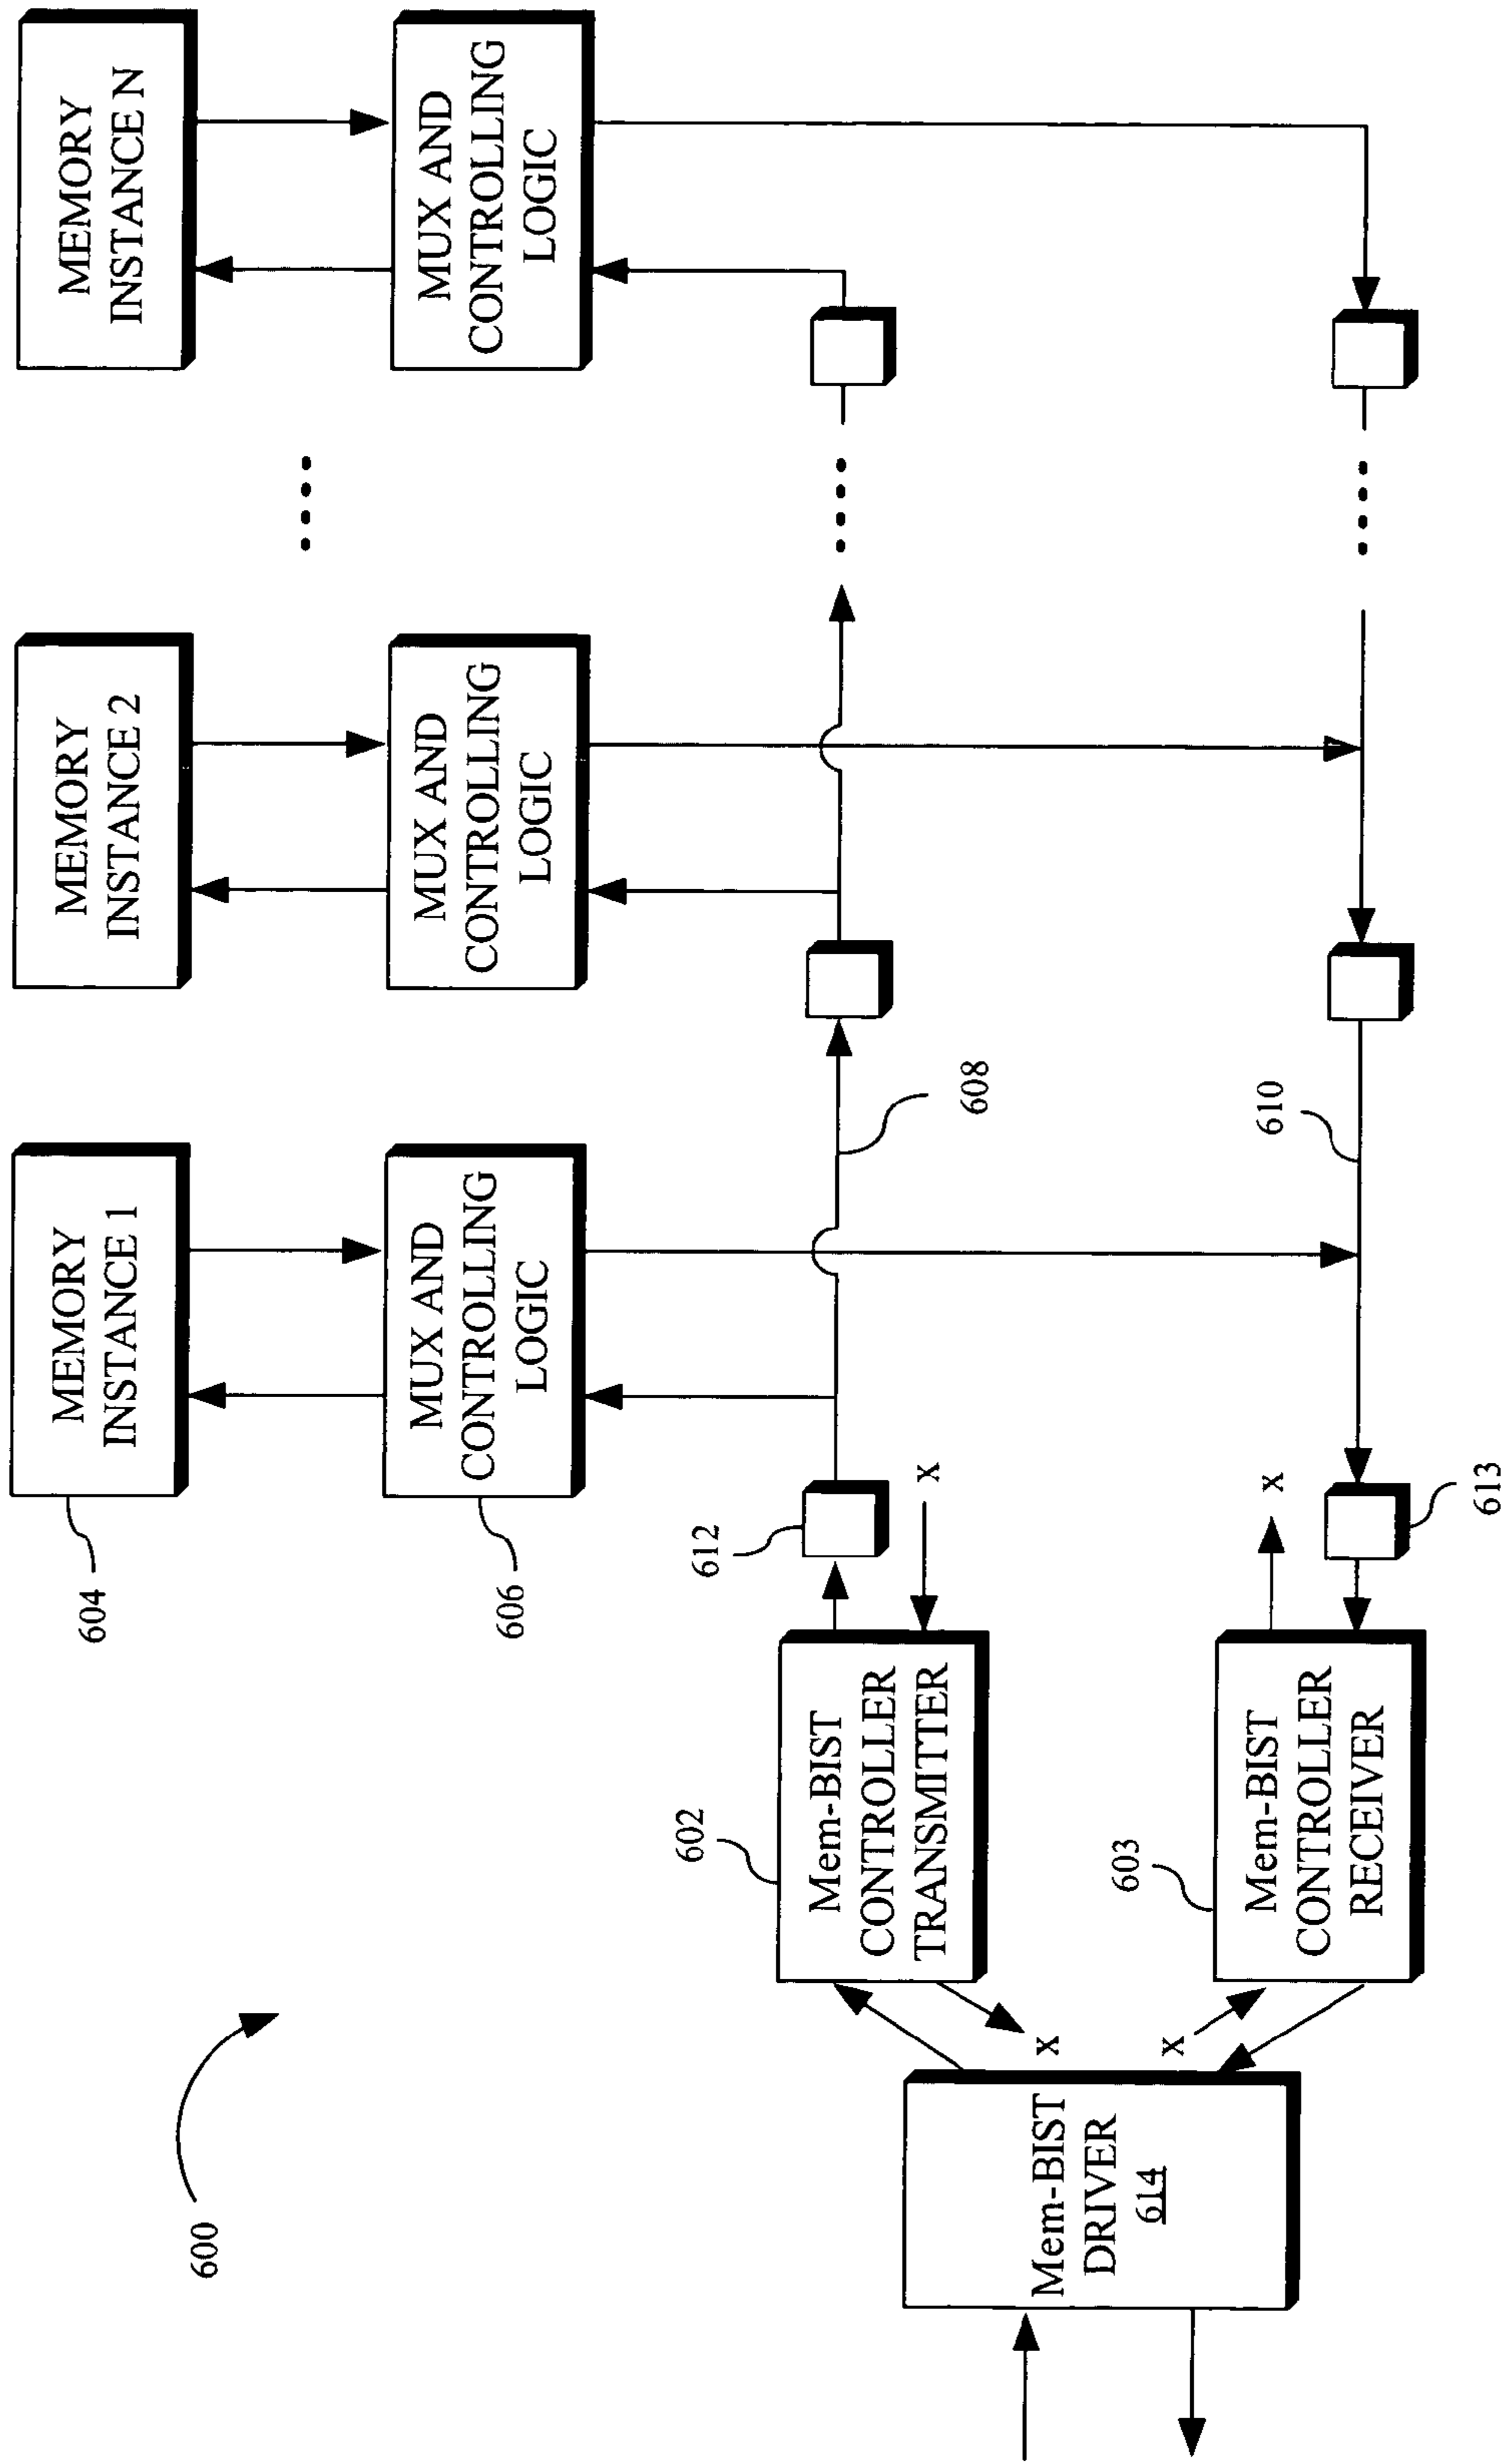 600
MEMORY
INSTANCE 1
604
MEMORY
INSTANCE 2
MEMORY
INSTANCE N
MUX AND
CONTROLLING
LOGIC
606
MUX AND
CONTROLLING
LOGIC
MUX AND
CONTROLLING
LOGIC
612
608
x
602
Mem-BIST
CONTROLLER
TRANSMITTER
x
Mem-BIST
DRIVER
614
x
603
Mem-BIST
CONTROLLER
RECEIVER
x
610
613